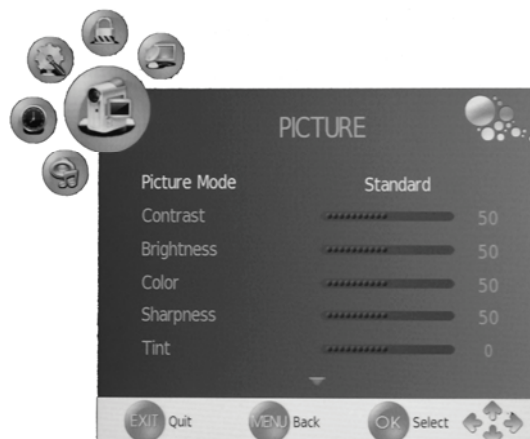 PICTURE
Picture Mode Standard
Contrast 50
Brightness 50
Color 50
Sharpness 50
Tint 0
EXIT Quit MENU Back OK Select